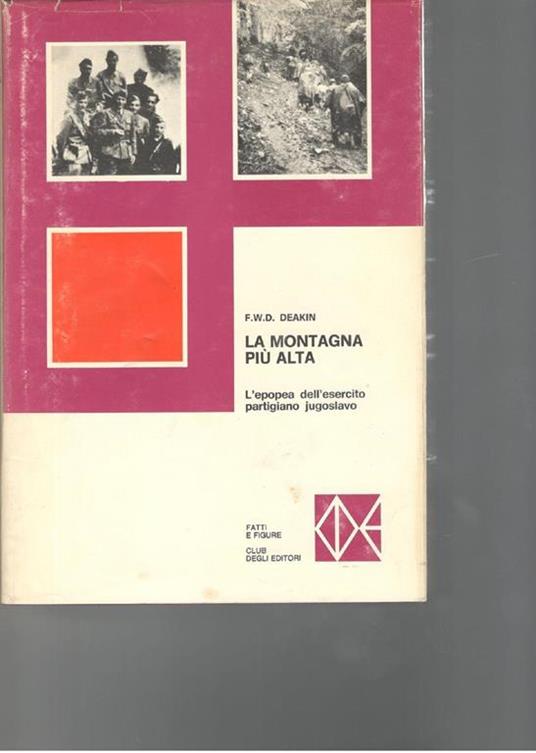 F.W.D. DEAKIN
LA MONTAGNA
PIÙ ALTA
L'epopea dell'esercito
partigiano jugoslavo
FATTI
E FIGURE
CLUB
DEGLI EDITORI